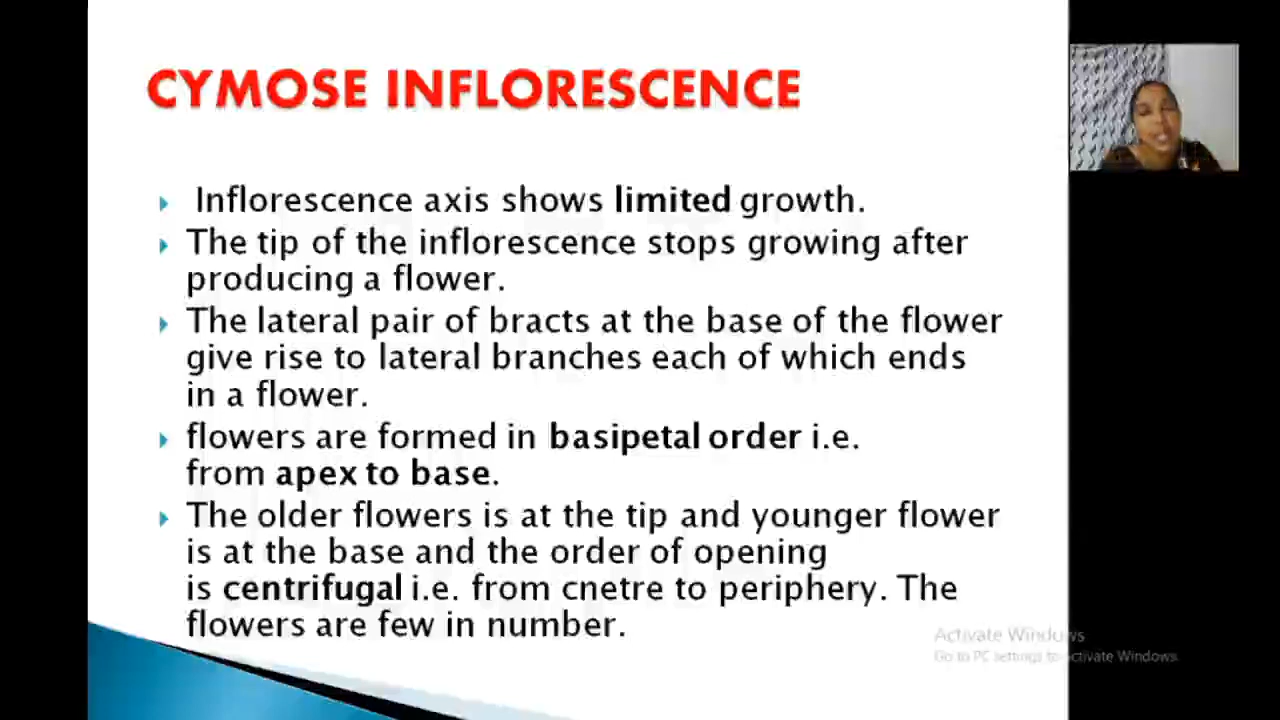 CYMOSE INFLORESCENCE
Inflorescence axis shows limited growth.
The tip of the inflorescence stops growing after
producing a flower.
The lateral pair of bracts at the base of the flower
give rise to lateral branches each of which ends
in a flower.
flowers are formed in basipetal order i.e.
from apex to base.
The older flowers is at the tip and younger flower
is at the base and the order of opening
is centrifugal i.e. from cnetre to periphery. The
flowers are few in number.
Activate Windows
Go to PC settings to activate Windows.